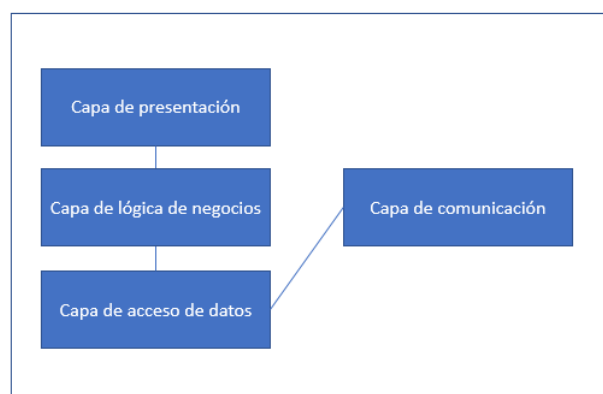 Capa de presentación
Capa de lógica de negocios
Capa de comunicación
Capa de acceso de datos